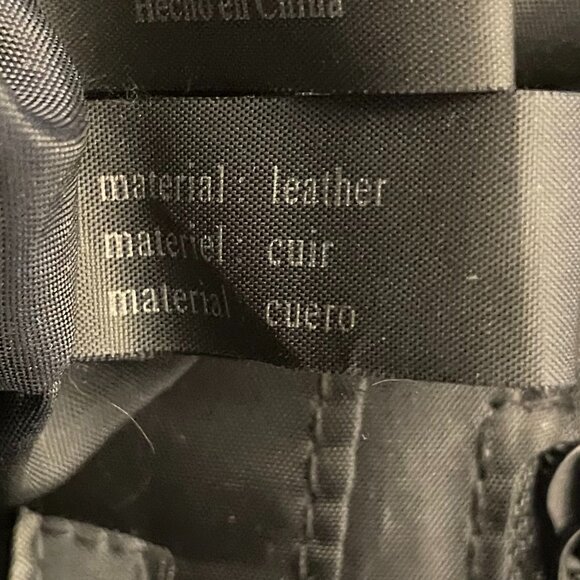 Hecho en China
material : leather
materiel : cuir
material : cuero